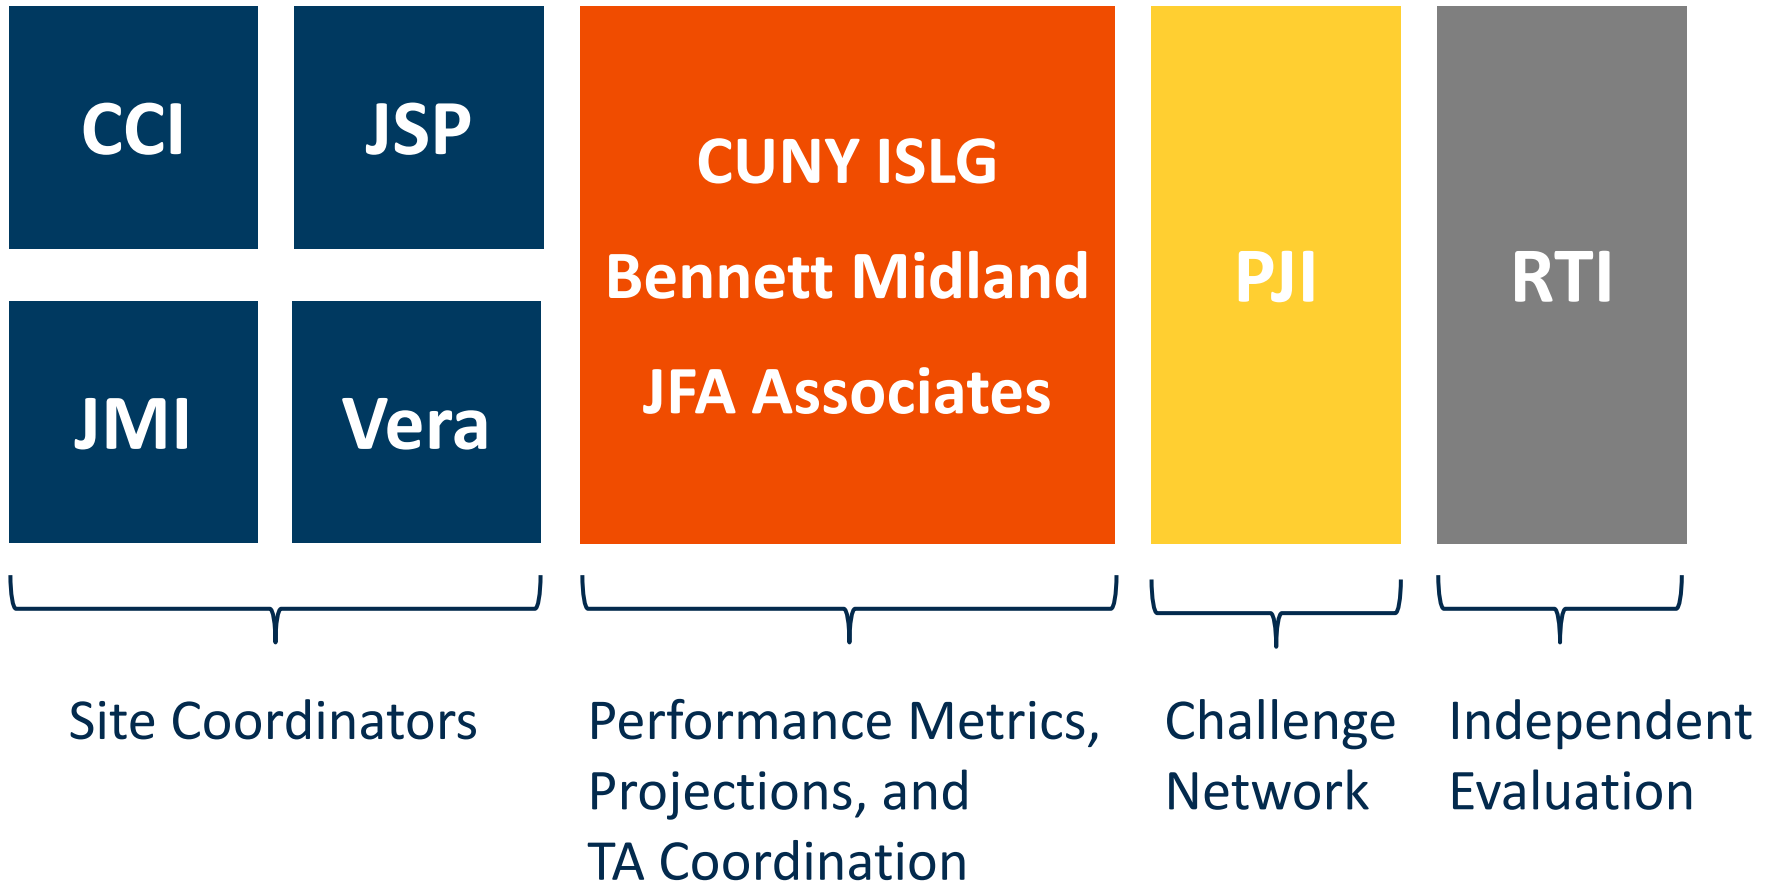 CCI
JSP
JMI
Vera
CUNY ISLG
Bennett Midland
JFA Associates
PJI
RTI
Site Coordinators
Performance Metrics,
Projections, and
TA Coordination
Challenge
Network
Independent
Evaluation